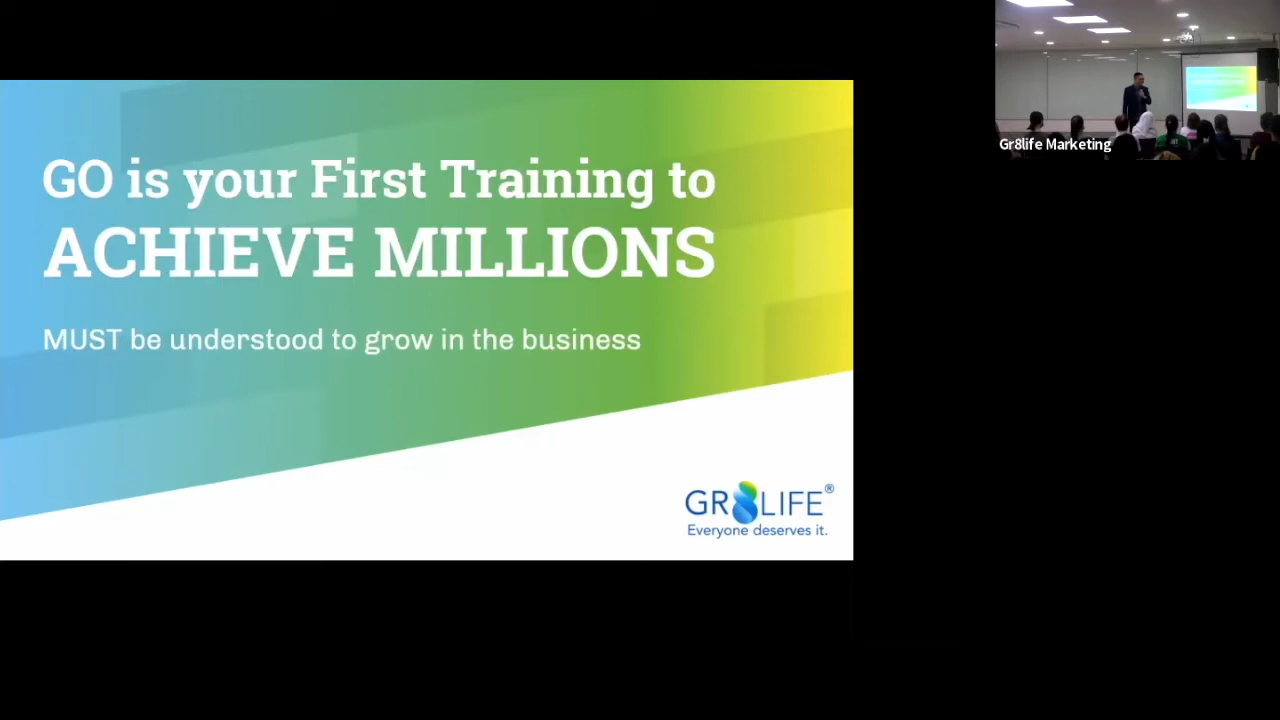 GO is your First Training to
ACHIEVE MILLIONS
MUST be understood to grow in the business
GR8LIFE®
Everyone deserves it.
Gr8life Marketing